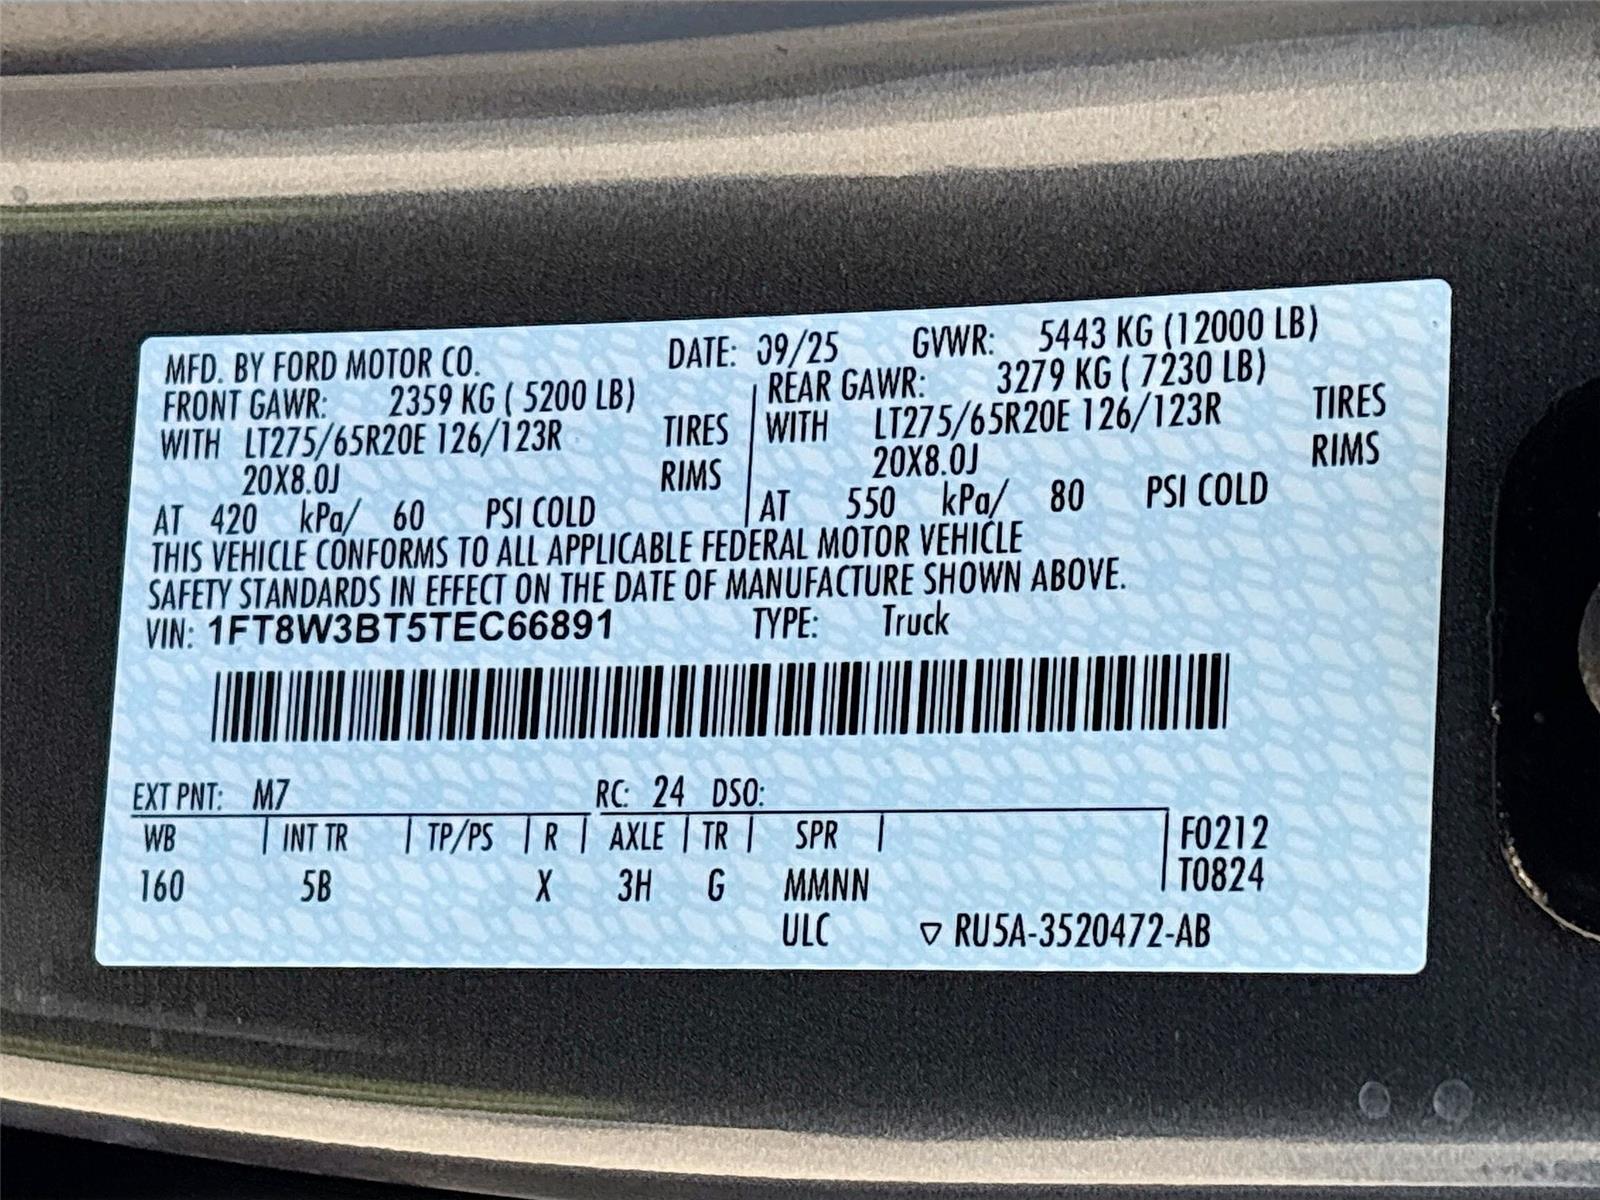 MFD. BY FORD MOTOR CO. DATE: 09/25 GVWR: 5443 KG (12000 LB)
FRONT GAWR: 2359 KG ( 5200 LB) REAR GAWR: 3279 KG ( 7230 LB)
WITH LT275/65R20E 126/123R TIRES WITH LT275/65R20E 126/123R TIRES
20X8.0J RIMS 20X8.0J RIMS
AT 420 kPa/ 60 PSI COLD AT 550 kPa/ 80 PSI COLD
THIS VEHICLE CONFORMS TO ALL APPLICABLE FEDERAL MOTOR VEHICLE
SAFETY STANDARDS IN EFFECT ON THE DATE OF MANUFACTURE SHOWN ABOVE.
VIN: 1FT8W3BT5TEC66891 TYPE: Truck
EXT PNT: M7 RC: 24 DSO:
WB INT TR TP/PS R AXLE TR SPR F0212
160 5B X 3H G MMNN T0824
ULC ▽ RU5A-3520472-AB